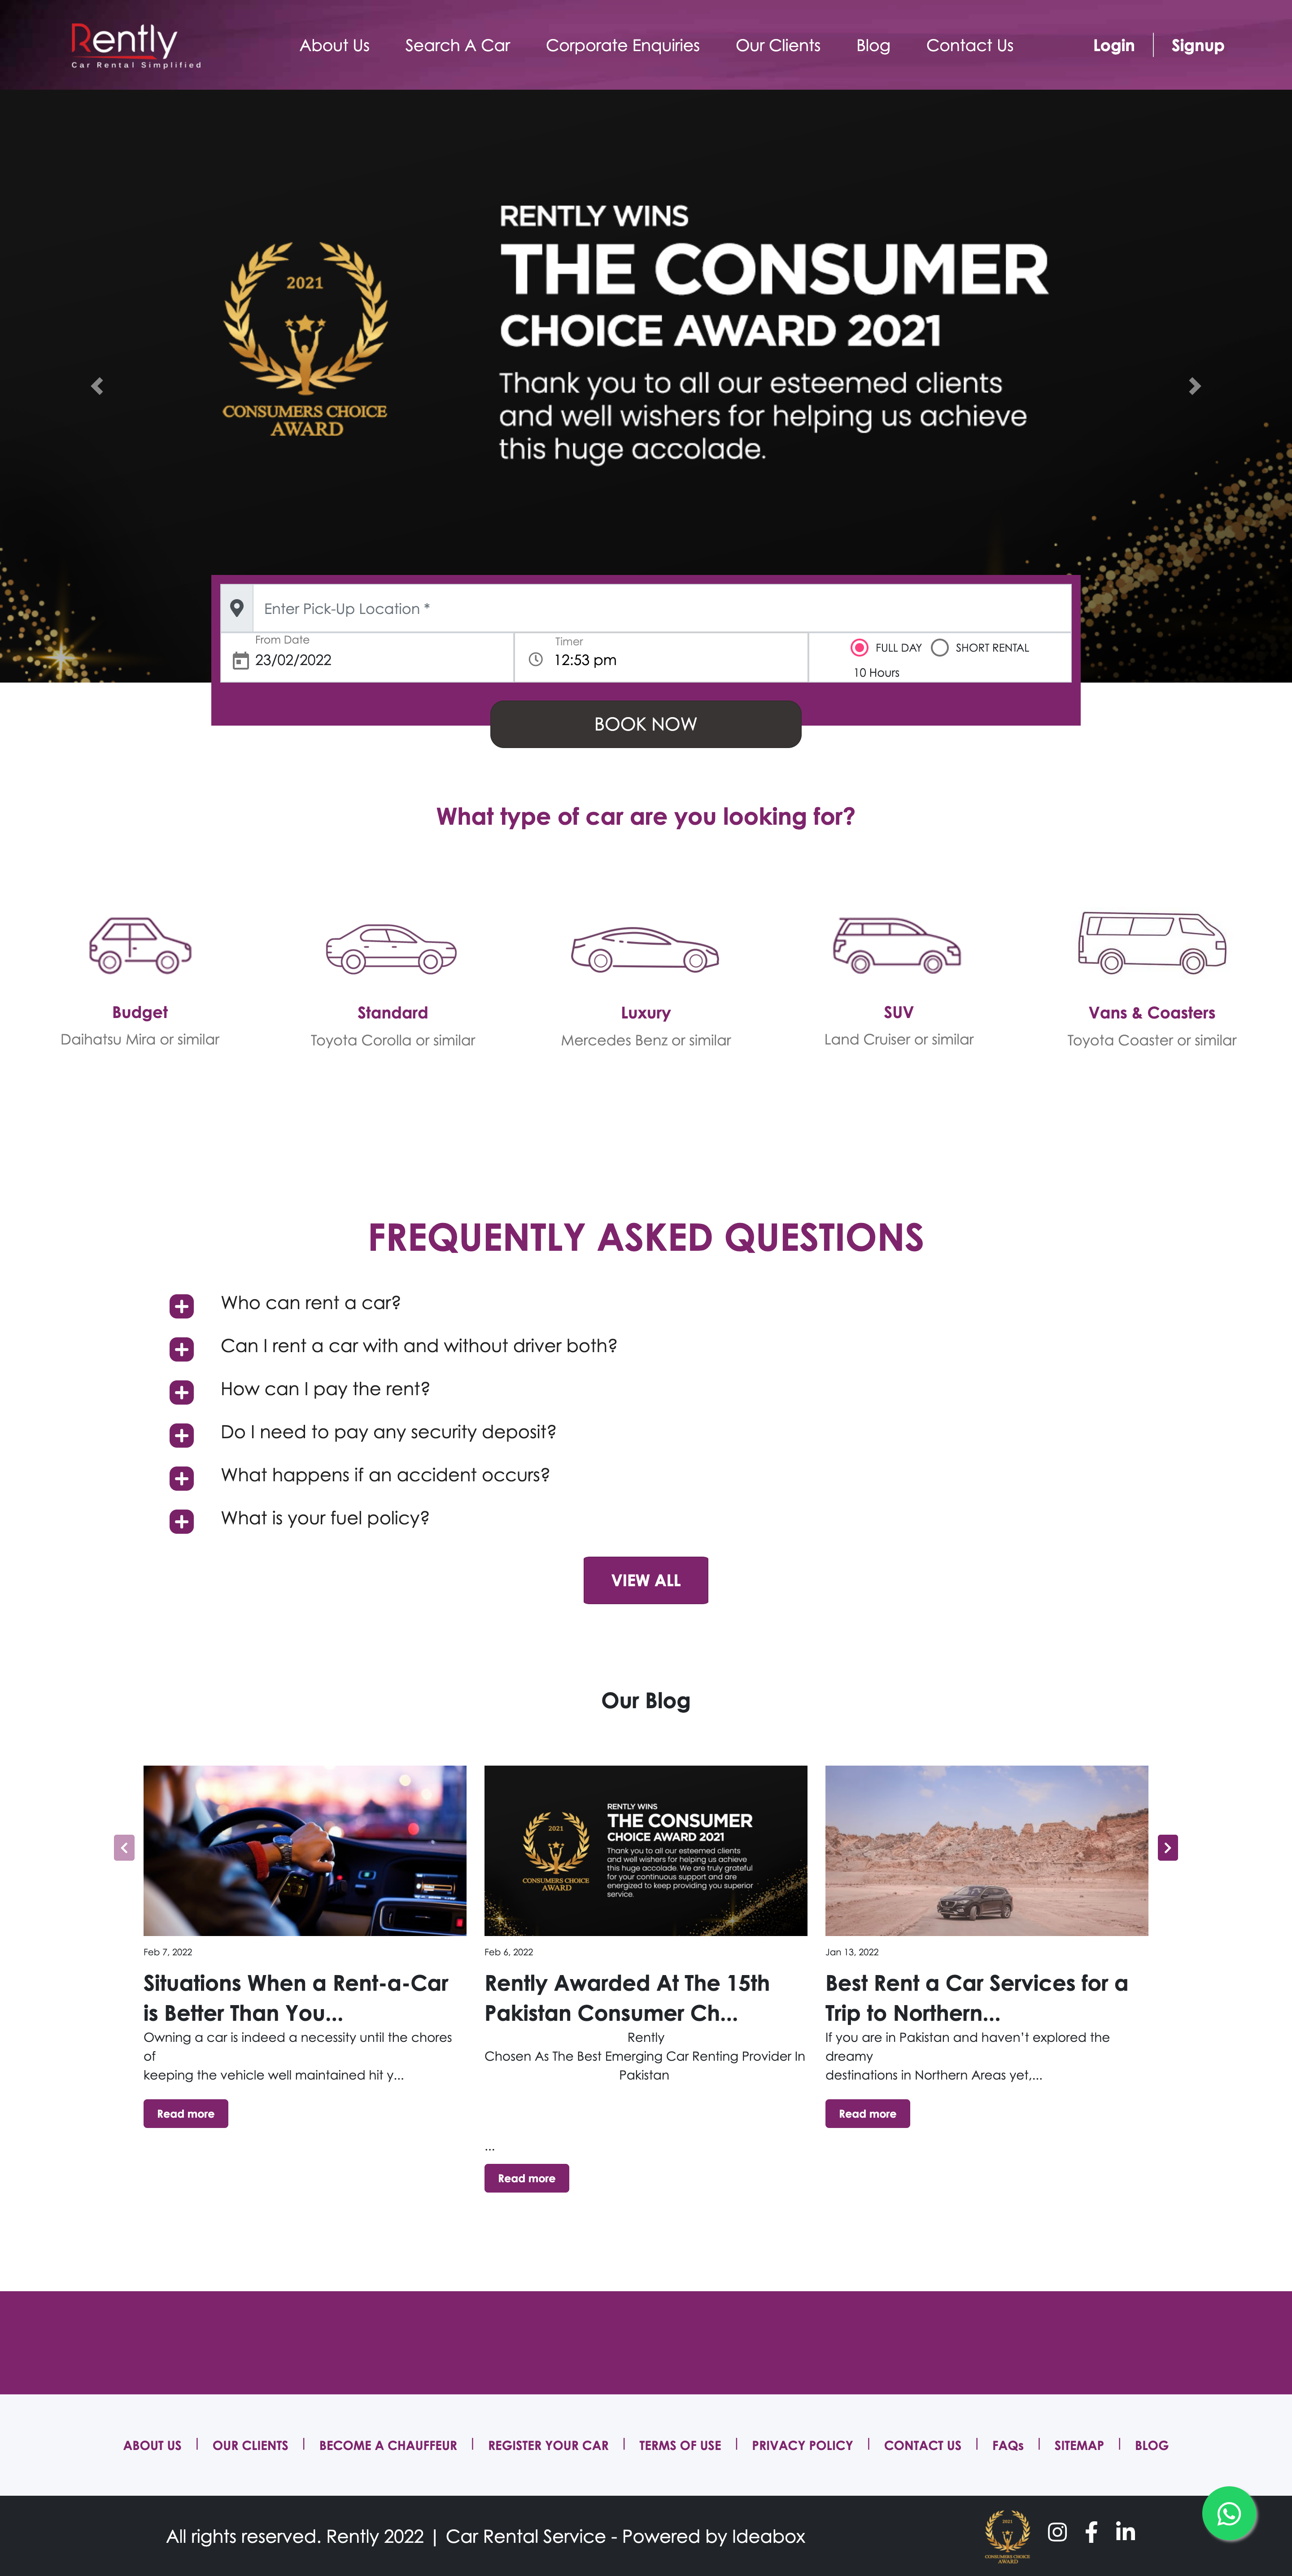 Rently
Car Rental Simplified
About Us
Search A Car
Corporate Enquiries
Our Clients
Blog
Contact Us
Login
Signup
2021
CONSUMERS CHOICE
AWARD
RENTLY WINS
THE CONSUMER
CHOICE AWARD 2021
Thank you to all our esteemed clients
and well wishers for helping us achieve
this huge accolade.
Enter Pick-Up Location *
From Date
23/02/2022
Timer
12:53 pm
FULL DAY
SHORT RENTAL
10 Hours
BOOK NOW
What type of car are you looking for?
Budget
Daihatsu Mira or similar
Standard
Toyota Corolla or similar
Luxury
Mercedes Benz or similar
SUV
Land Cruiser or similar
Vans & Coasters
Toyota Coaster or similar
FREQUENTLY ASKED QUESTIONS
Who can rent a car?
Can I rent a car with and without driver both?
How can I pay the rent?
Do I need to pay any security deposit?
What happens if an accident occurs?
What is your fuel policy?
VIEW ALL
Our Blog
Feb 7, 2022
Situations When a Rent-a-Car
is Better Than You...
Owning a car is indeed a necessity until the chores
of
keeping the vehicle well maintained hit y...
Read more
2021
CONSUMERS CHOICE
AWARD
RENTLY WINS
THE CONSUMER
CHOICE AWARD 2021
Thank you to all our esteemed clients
and well wishers for helping us achieve
this huge accolade. We are truly grateful
for your continuous support and are
energized to keep providing you superior
service.
Feb 6, 2022
Rently Awarded At The 15th
Pakistan Consumer Ch...
Rently
Chosen As The Best Emerging Car Renting Provider In
Pakistan
...
Read more
Jan 13, 2022
Best Rent a Car Services for a
Trip to Northern...
If you are in Pakistan and haven't explored the
dreamy
destinations in Northern Areas yet,...
Read more
ABOUT US | OUR CLIENTS | BECOME A CHAUFFEUR | REGISTER YOUR CAR | TERMS OF USE | PRIVACY POLICY | CONTACT US | FAQs | SITEMAP | BLOG
All rights reserved. Rently 2022 | Car Rental Service - Powered by Ideabox
2021
CONSUMERS CHOICE
AWARD